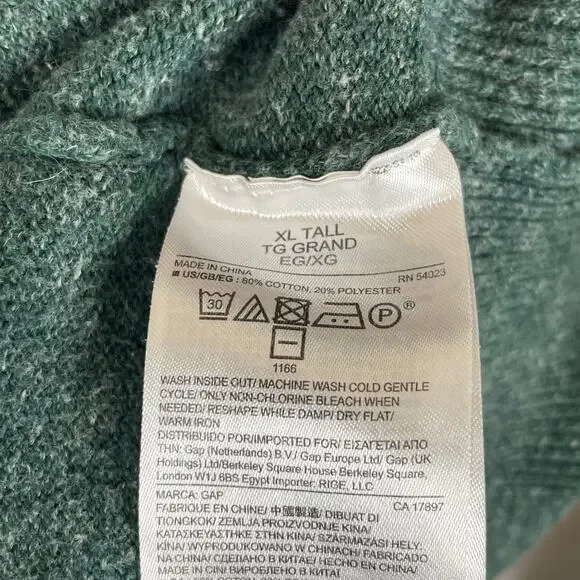 XL TALL
TG GRAND
EG/XG
MADE IN CHINA RN 54023
US/GB/EG : 80% COTTON, 20% POLYESTER
30 P ®
1166
WASH INSIDE OUT/ MACHINE WASH COLD GENTLE
CYCLE/ ONLY NON-CHLORINE BLEACH WHEN
NEEDED/ RESHAPE WHILE DAMP/ DRY FLAT/
WARM IRON
DISTRIBUIDO POR/IMPORTED FOR/ ΕΙΣΑΓΕΤΑΙ ΑΠΟ
ΤΗΝ: Gap (Netherlands) BV./ Gap Europe Ltd/ Gap (UK
Holdings) Ltd/Berkeley Square House Berkeley Square,
London W1J 6BS Egypt Importer: RIGE, LLC
MARCA: GAP CA 17897
FABRIQUE EN CHINE/ 中國製造/ DIBUAT DI
TIONGKOK/ ZEMLJA PROIZVODNJE KINA/
ΚΑΤΑΣΚΕΥΑΣΤΗΚΕ ΣΤΗΝ ΚΙΝΑ/ SZÁRMAZÁSI HELY:
KÍNA/ WYPRODUKOWANO W CHINACH/ FABRICADO
NA CHINA/ СДЕЛАНО В КИТАЕ/ HECHO EN CHINA/
MADE IN CIN/ ВИРОБЛЕНО В КИТАЇ